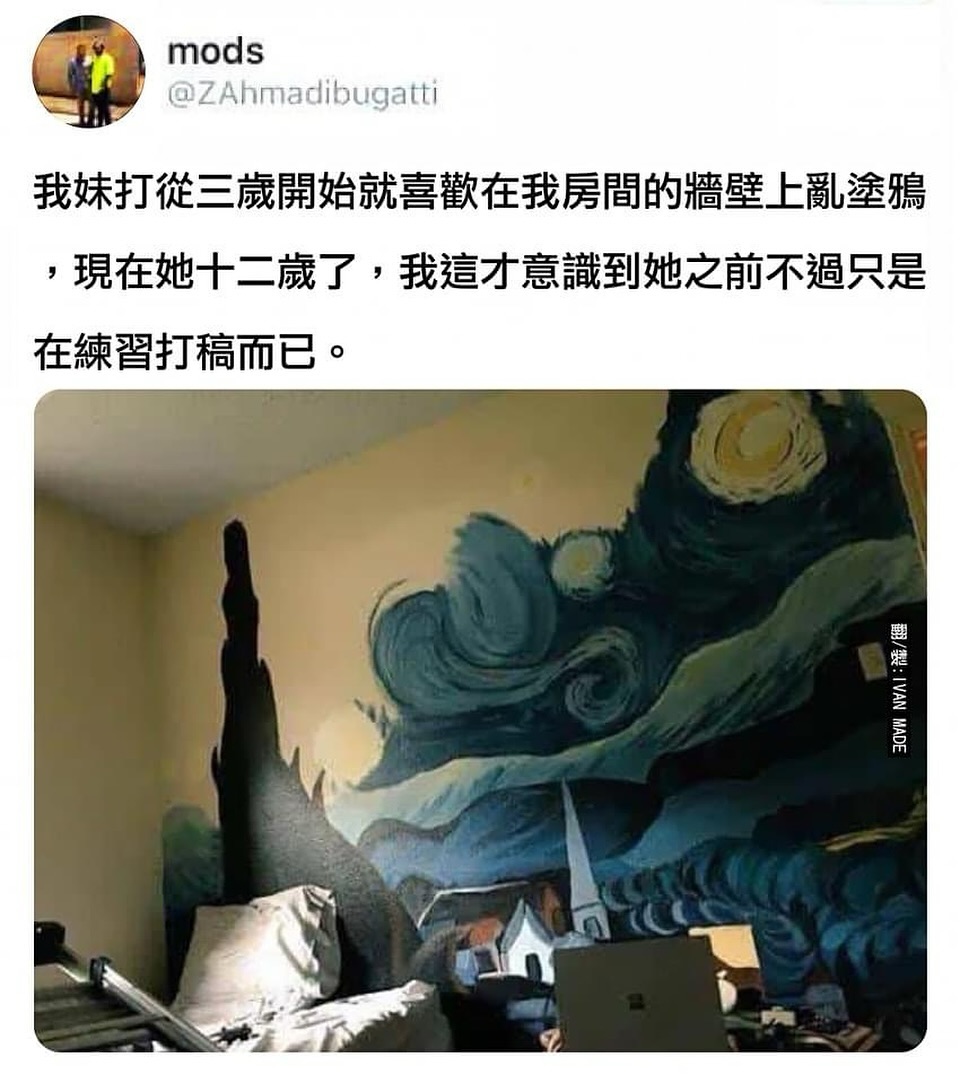 mods
@ZAhmadibugatti
我妹打從三歲開始就喜歡在我房間的牆壁上亂塗鴉
，現在她十二歲了，我這才意識到她之前不過只是
在練習打稿而已。
翻/製:IVAN MADE